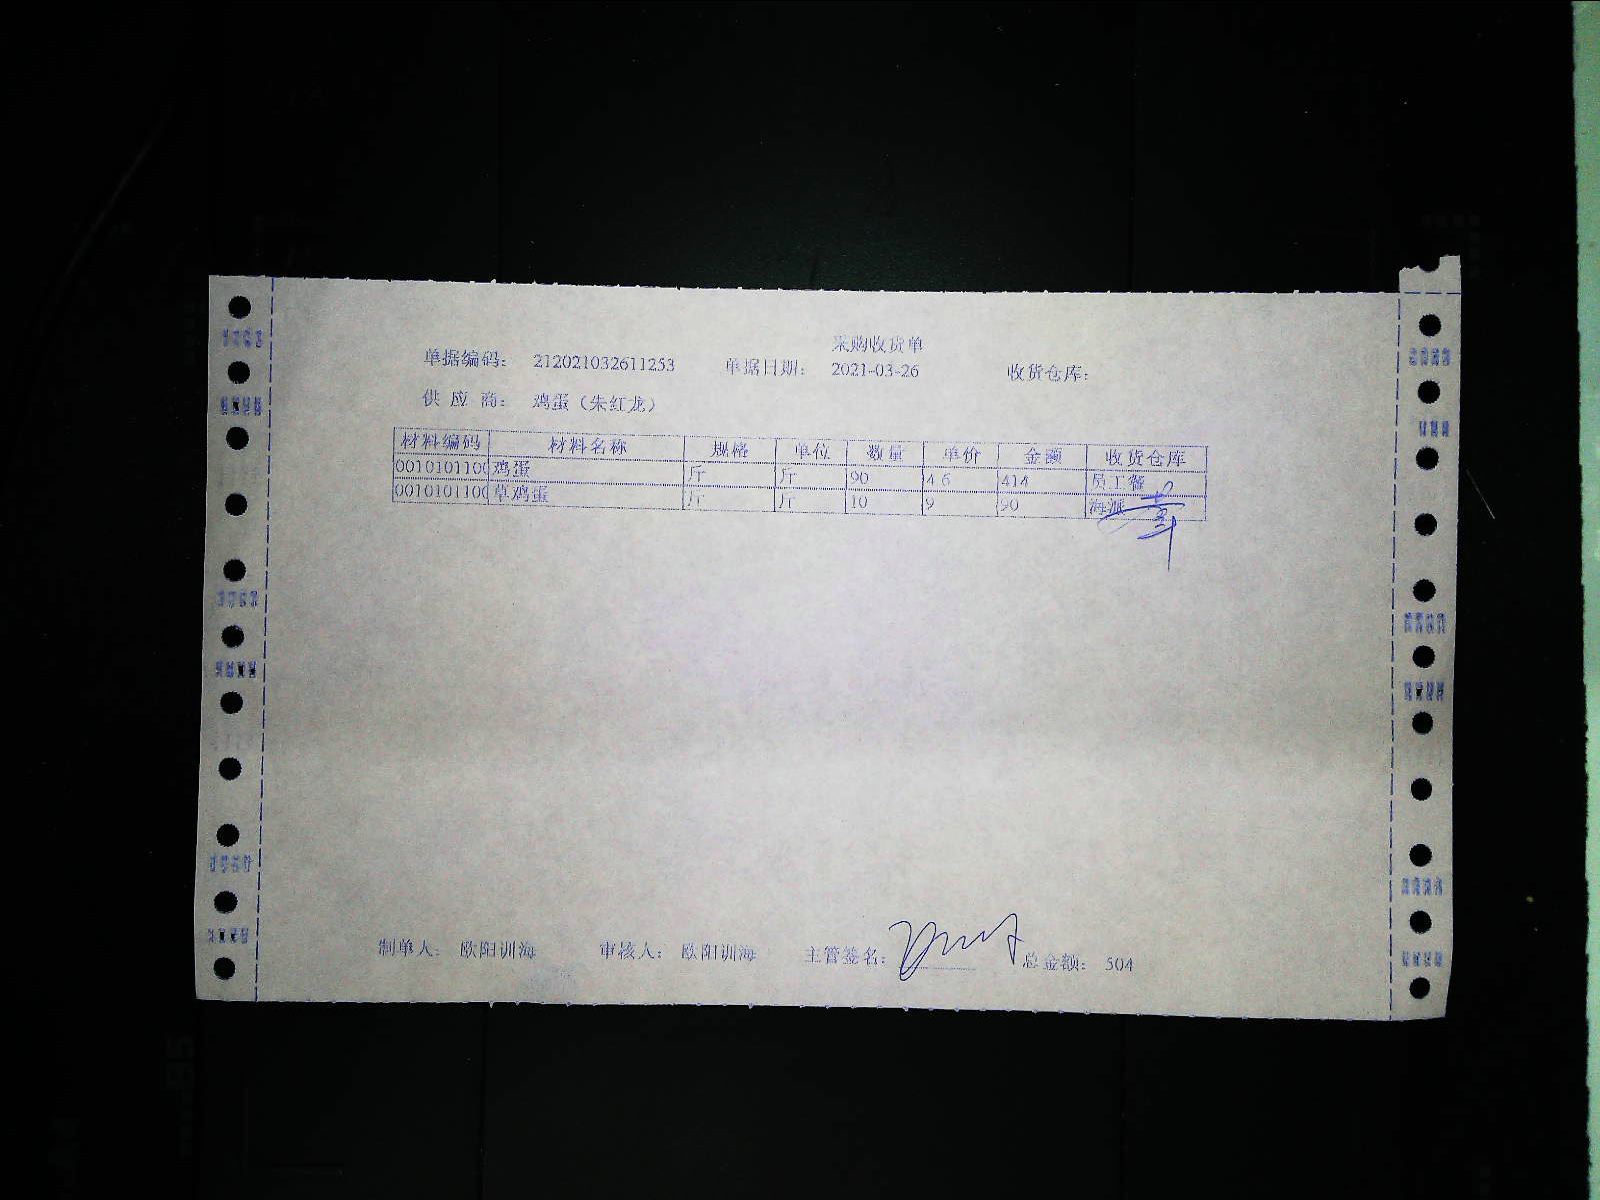 采购收货单
单据编码： 212021032611253 单据日期： 2021-03-26 收货仓库：
供 应 商： 鸡蛋（朱红龙）
材料编码 材料名称 规格 单位 数量 单价 金额 收货仓库
0010101100 鸡蛋 斤 斤 90 4.6 414 员工餐
0010101100 草鸡蛋 斤 斤 10 9 90 海派
制单人： 欧阳训海 审核人： 欧阳训海 主管签名： 总金额： 504